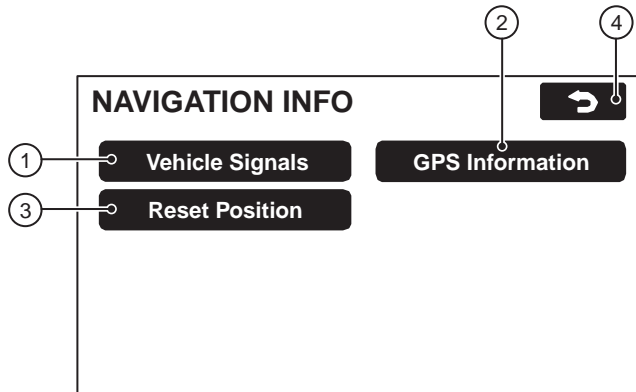 2 4
NAVIGATION INFO
1 Vehicle Signals GPS Information
3 Reset Position